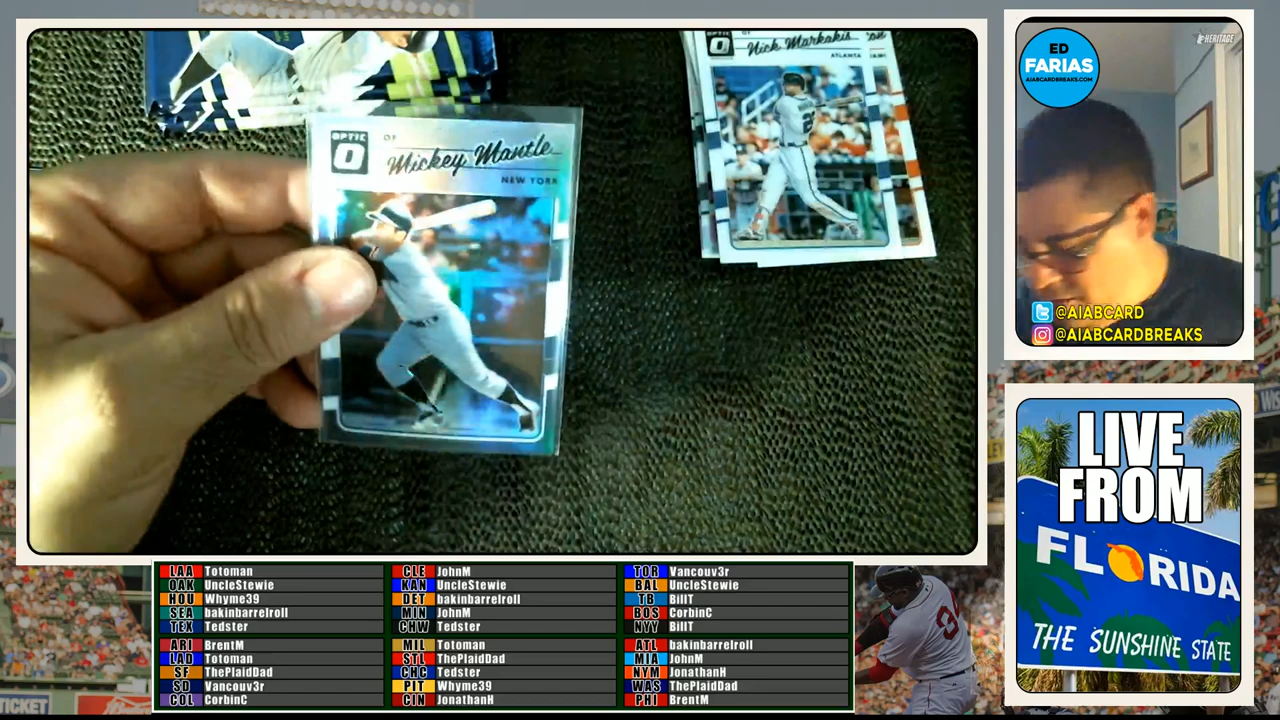 OPTIC
OF
Mickey Mantle
NEW YORK
Nick Markakis
ATLANTA
HERITAGE
ED
FARIAS
AIABCARDBREAKS.COM
@AIABCARD
@AIABCARDBREAKS
LIVE
FROM
FLORIDA
THE SUNSHINE STATE
LAA Totoman
OAK UncleStewie
HOU Whyme39
SEA bakinbarrelroll
TEX Tedster
ARI BrentM
LAD Totoman
SF ThePlaidDad
SD Vancouv3r
COL CorbinC
CLE JohnM
KAN UncleStewie
DET bakinbarrelroll
MIN JohnM
CHW Tedster
MIL Totoman
STL ThePlaidDad
CHC Tedster
PIT Whyme39
CIN JonathanH
TOR Vancouv3r
BAL UncleStewie
TB BillT
BOS CorbinC
NYY BillT
ATL bakinbarrelroll
MIA JohnM
NYM JonathanH
WAS ThePlaidDad
PHI BrentM
TICKET